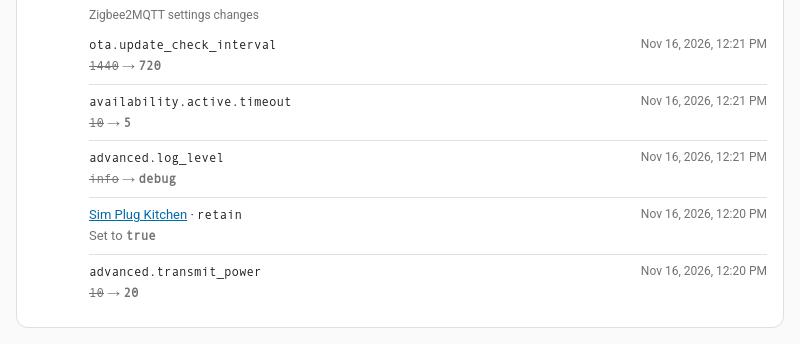 Zigbee2MQTT settings changes
ota.update_check_interval Nov 16, 2026, 12:21 PM
1440 → 720
availability.active.timeout Nov 16, 2026, 12:21 PM
10 → 5
advanced.log_level Nov 16, 2026, 12:21 PM
info → debug
Sim Plug Kitchen · retain Nov 16, 2026, 12:20 PM
Set to true
advanced.transmit_power Nov 16, 2026, 12:20 PM
10 → 20